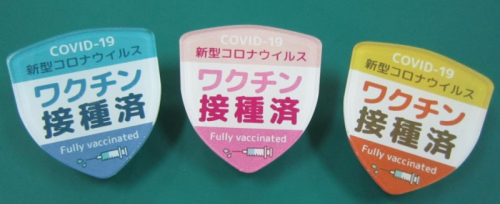 COVID-19
新型コロナウイルス
ワクチン
接種済
Fully vaccinated
COVID-19
新型コロナウイルス
ワクチン
接種済
Fully vaccinated
COVID-19
新型コロナウイルス
ワクチン
接種済
Fully vaccinated